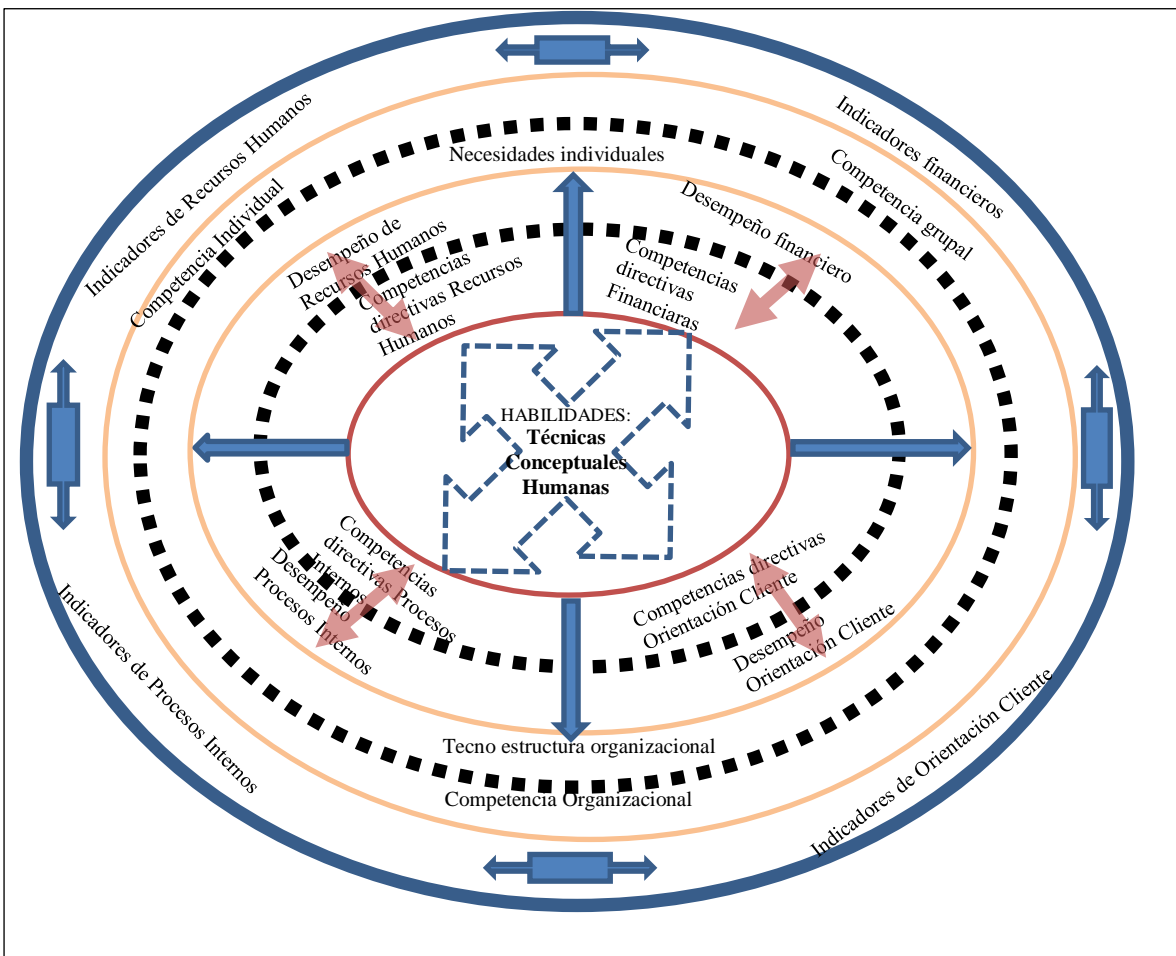 Indicadores de Recursos Humanos
Indicadores financieros
Competencia Individual
Competencia grupal
Necesidades individuales
Desempeño de
Recursos Humanos
Competencias
directivas Recursos
Humanos
Desempeño financiero
Competencias
directivas
Financiaras
HABILIDADES:
Técnicas
Conceptuales
Humanas
Competencias
directivas Procesos
Internos
Desempeño
Procesos Internos
Competencias directivas
Orientación Cliente
Desempeño
Orientación Cliente
Tecno estructura organizacional
Competencia Organizacional
Indicadores de Procesos Internos
Indicadores de Orientación Cliente